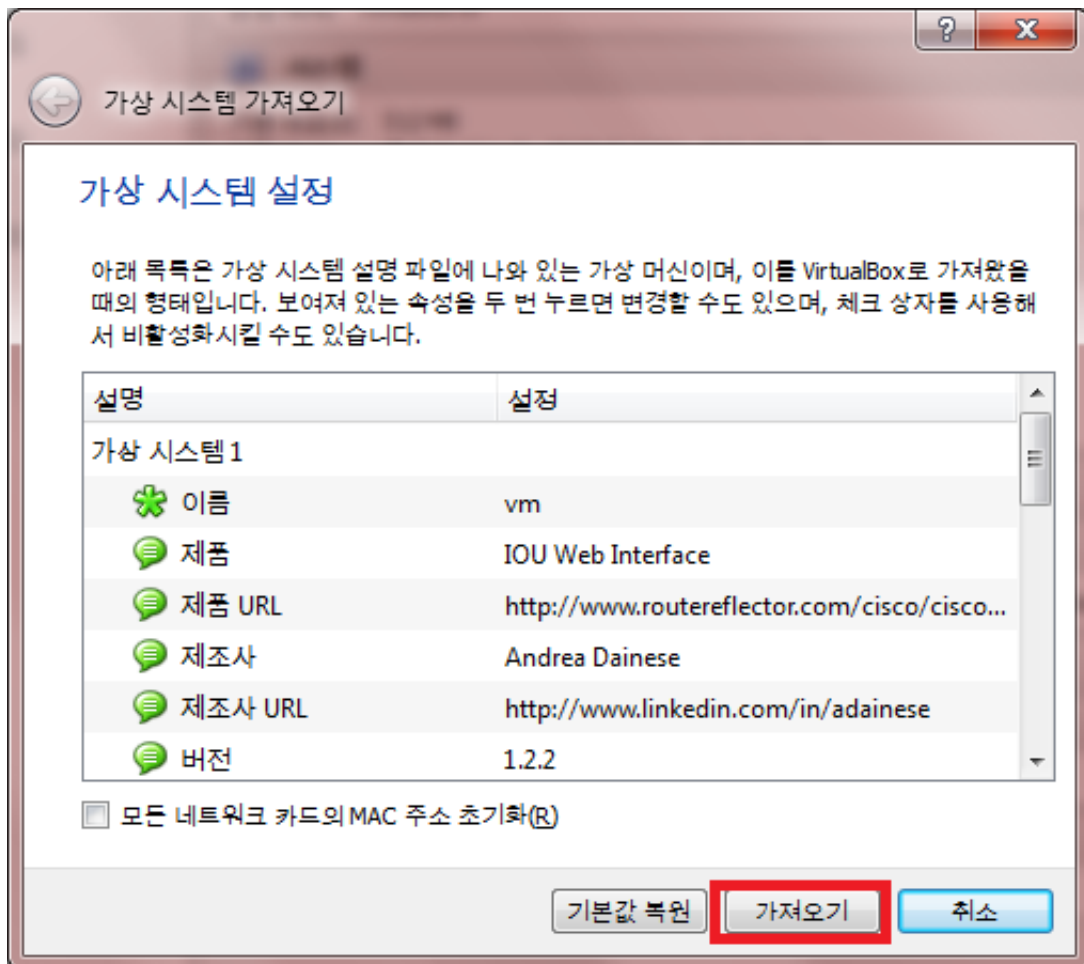 ?
X
가상 시스템 가져오기
가상 시스템 설정
아래 목록은 가상 시스템 설명 파일에 나와 있는 가상 머신이며, 이를 VirtualBox로 가져왔을
때의 형태입니다. 보여져 있는 속성을 두 번 누르면 변경할 수도 있으며, 체크 상자를 사용해
서 비활성화시킬 수도 있습니다.
설명 설정
가상 시스템 1
이름 vm
제품 IOU Web Interface
제품 URL http://www.routereflector.com/cisco/cisco...
제조사 Andrea Dainese
제조사 URL http://www.linkedin.com/in/adainese
버전 1.2.2
모든 네트워크 카드의 MAC 주소 초기화(R)
기본값 복원 가져오기 취소